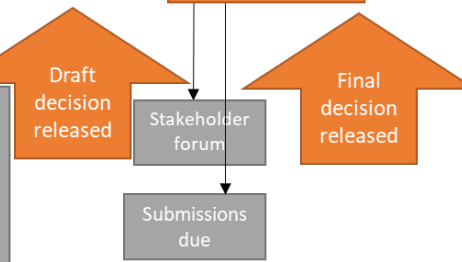 Draft
decision
released
Stakeholder
forum
Final
decision
released
Submissions
due